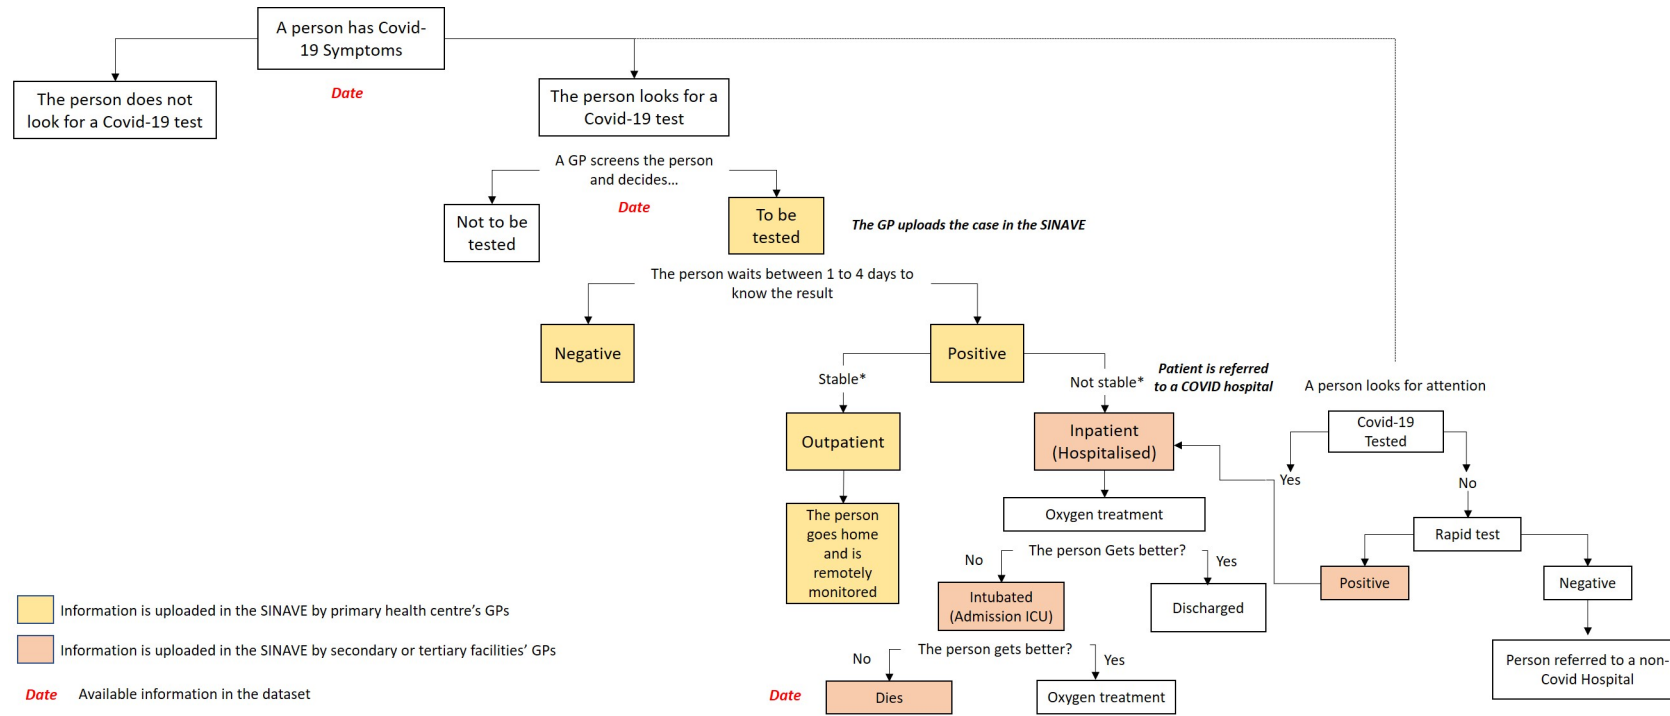 A person has Covid-
19 Symptoms
The person does not
look for a Covid-19 test
Date
The person looks for a
Covid-19 test
A GP screens the person
and decides...
Date
Not to be
tested
To be
tested
The GP uploads the case in the SINAVE
The person waits between 1 to 4 days to
know the result
Negative
Positive
Stable*
Not stable*
Patient is referred
to a COVID hospital
A person looks for attention
Outpatient
Inpatient
(Hospitalised)
Covid-19
Tested
Yes
No
The person
goes home
and is
remotely
monitored
Oxygen treatment
Rapid test
The person Gets better?
No
Yes
Intubated
(Admission ICU)
Discharged
Positive
Negative
Information is uploaded in the SINAVE by primary health centre's GPs
Information is uploaded in the SINAVE by secondary or tertiary facilities' GPs
The person gets better?
No
Yes
Person referred to a non-
Covid Hospital
Date Available information in the dataset
Date
Dies
Oxygen treatment